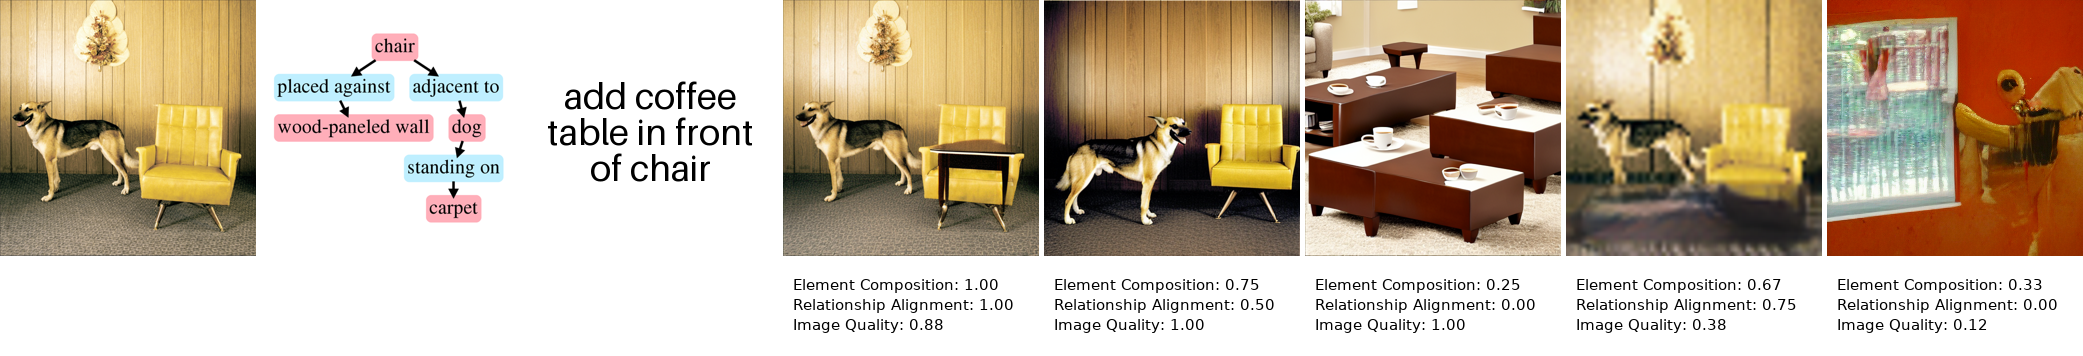 chair
placed against
adjacent to
wood-paneled wall
dog
standing on
carpet
add coffee
table in front
of chair
Element Composition: 1.00
Relationship Alignment: 1.00
Image Quality: 0.88
Element Composition: 0.75
Relationship Alignment: 0.50
Image Quality: 1.00
Element Composition: 0.25
Relationship Alignment: 0.00
Image Quality: 1.00
Element Composition: 0.67
Relationship Alignment: 0.75
Image Quality: 0.38
Element Composition: 0.33
Relationship Alignment: 0.00
Image Quality: 0.12